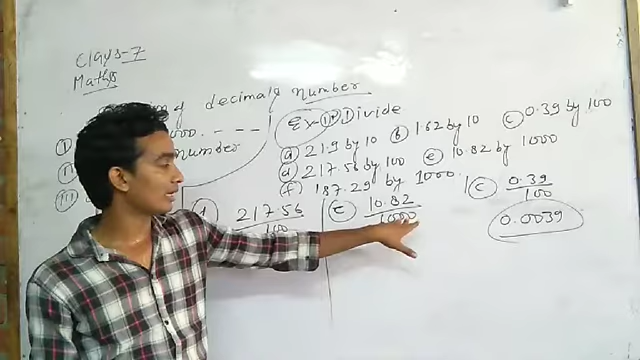 Class-7
Maths
of decimal number
number
Ex Divide
(a) 21.9 by 10 (b) 1.62 by 10 (c) 0.39 by 100
(d) 217.56 by 100 (e) 10.82 by 1000
(f) 187.29 by 1000.
217.56
100
(e) 10.82
1000
(c) 0.39
100
0.0039